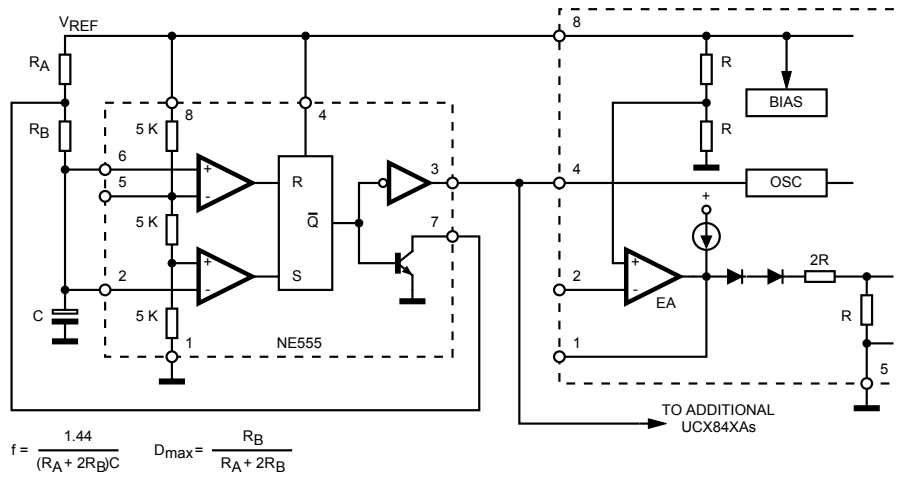 VREF
8
RA
R
8
4
BIAS
RB
5 K
R
6
3
4
5
R
OSC
+
-
+
7
5 K
Q
2R
2
+
S
2
+
-
-
EA
R
C
5 K
1
1
NE555
5
TO ADDITIONAL
UCX84XAs
f = 1.44 / (RA + 2RB)C
Dmax = RB / RA + 2RB